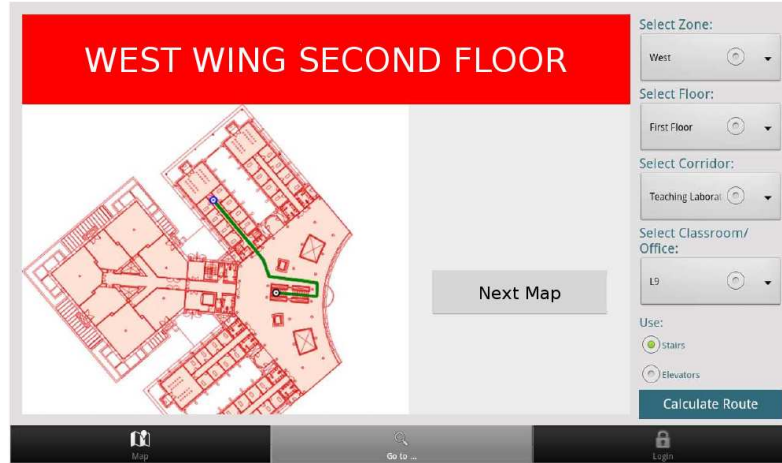 WEST WING SECOND FLOOR
Next Map
Select Zone:
West
Select Floor:
First Floor
Select Corridor:
Teaching Laborat
Select Classroom/
Office:
L9
Use:
Stairs
Elevators
Calculate Route
Map
Go to ...
Login